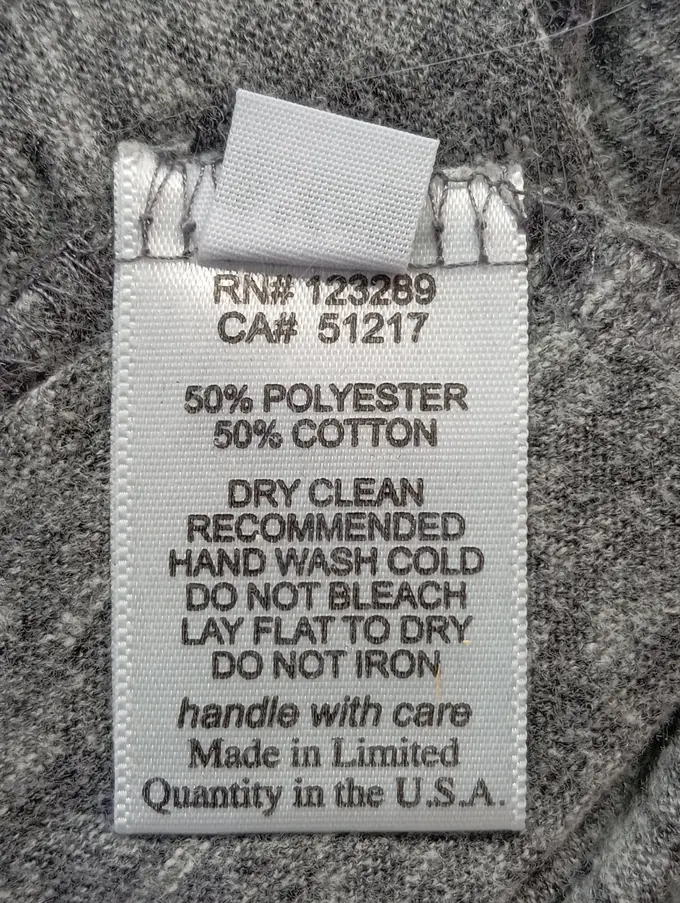 RN# 123289
CA# 51217
50% POLYESTER
50% COTTON
DRY CLEAN
RECOMMENDED
HAND WASH COLD
DO NOT BLEACH
LAY FLAT TO DRY
DO NOT IRON
handle with care
Made in Limited
Quantity in the U.S.A.